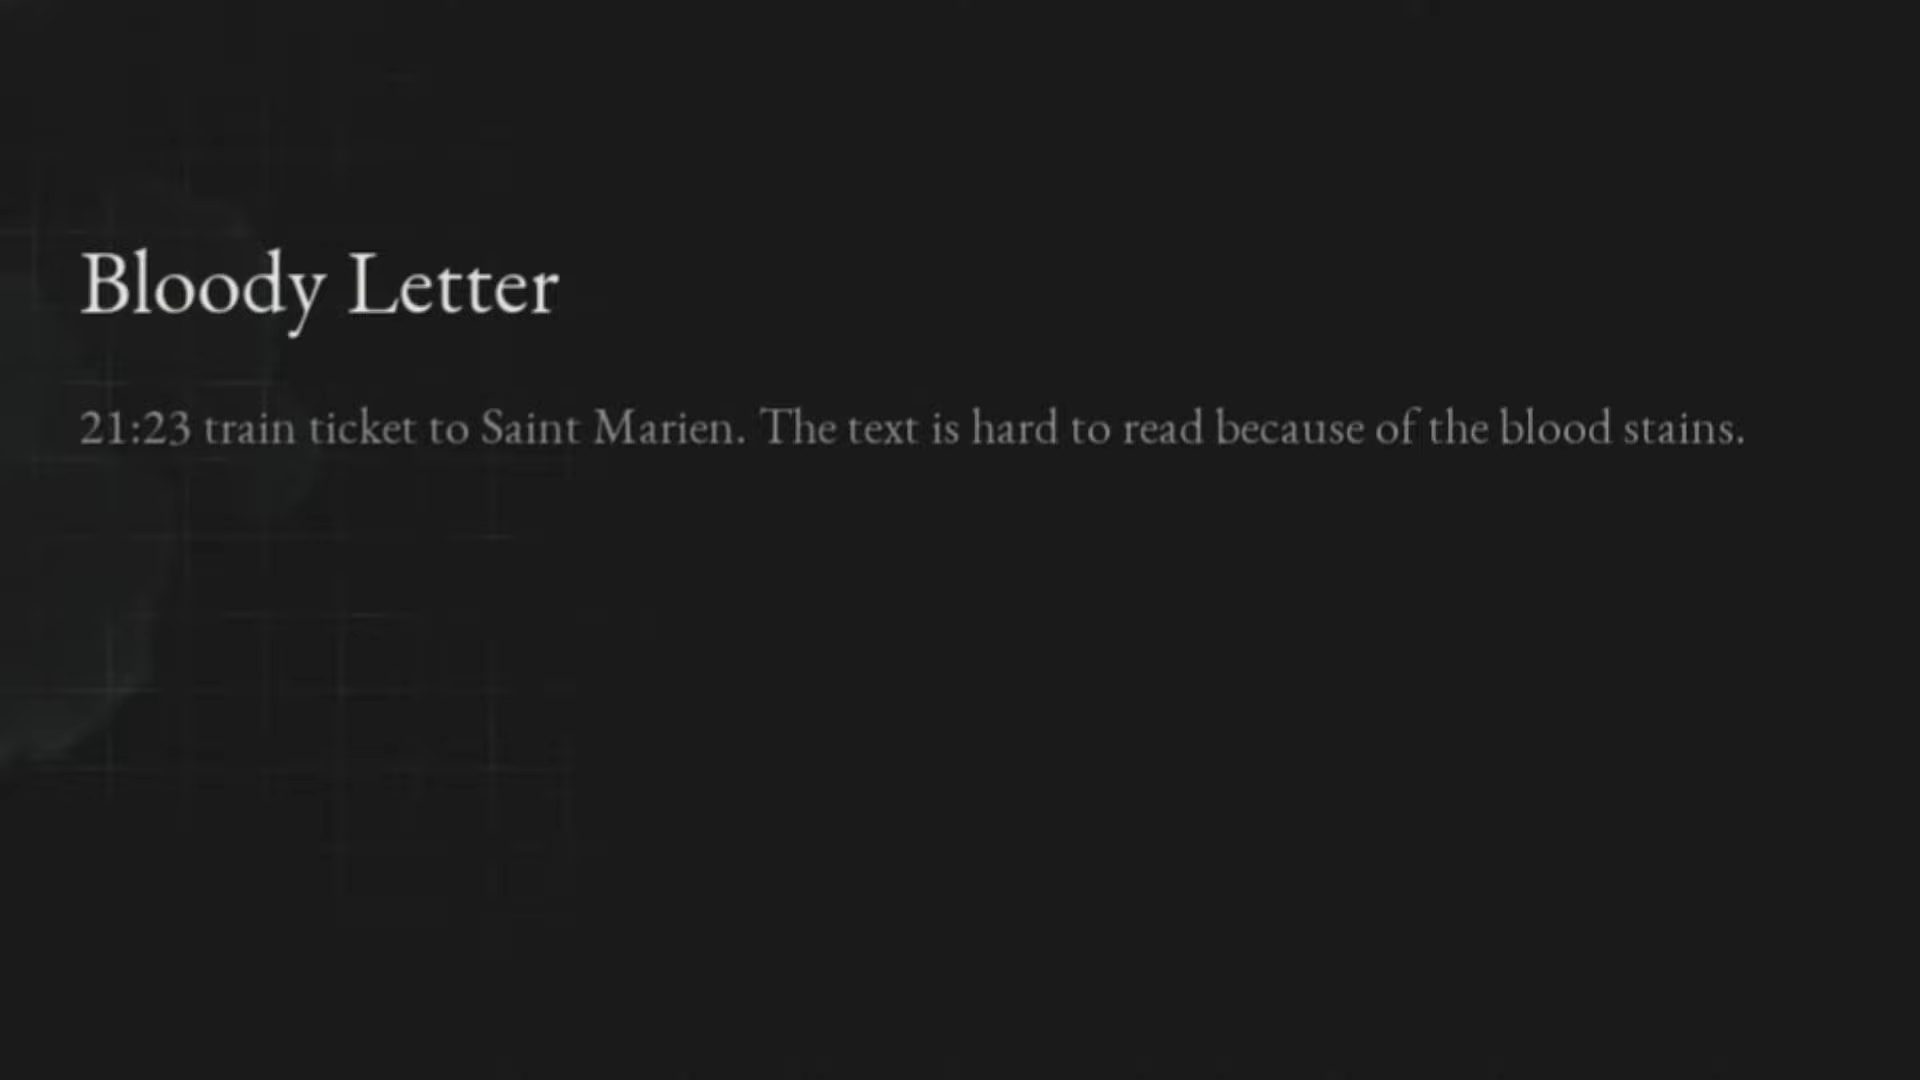 Bloody Letter
21:23 train ticket to Saint Marien. The text is hard to read because of the blood stains.